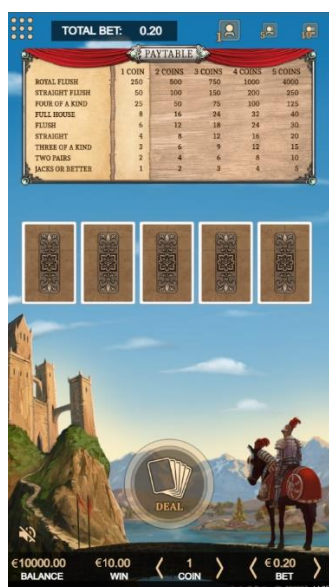 TOTAL BET: 0.20 1 5 10
PAYTABLE
1 COIN 2 COINS 3 COINS 4 COINS 5 COINS
ROYAL FLUSH 250 500 750 1000 4000
STRAIGHT FLUSH 50 100 150 200 250
FOUR OF A KIND 25 50 75 100 125
FULL HOUSE 8 16 24 32 40
FLUSH 6 12 18 24 30
STRAIGHT 4 8 12 16 20
THREE OF A KIND 3 6 9 12 15
TWO PAIRS 2 4 6 8 10
JACKS OR BETTER 1 2 3 4 5
DEAL
€10000.00 €10.00 1 €0.20
BALANCE WIN COIN BET